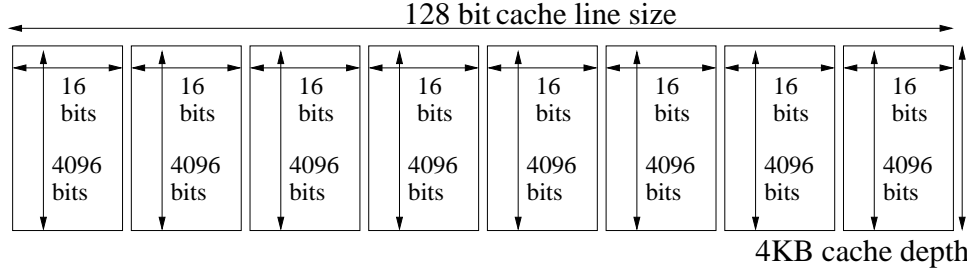 128 bit cache line size
16 16 16 16 16 16 16 16
bits bits bits bits bits bits bits bits
4096 4096 4096 4096 4096 4096 4096 4096
bits bits bits bits bits bits bits bits
4KB cache depth